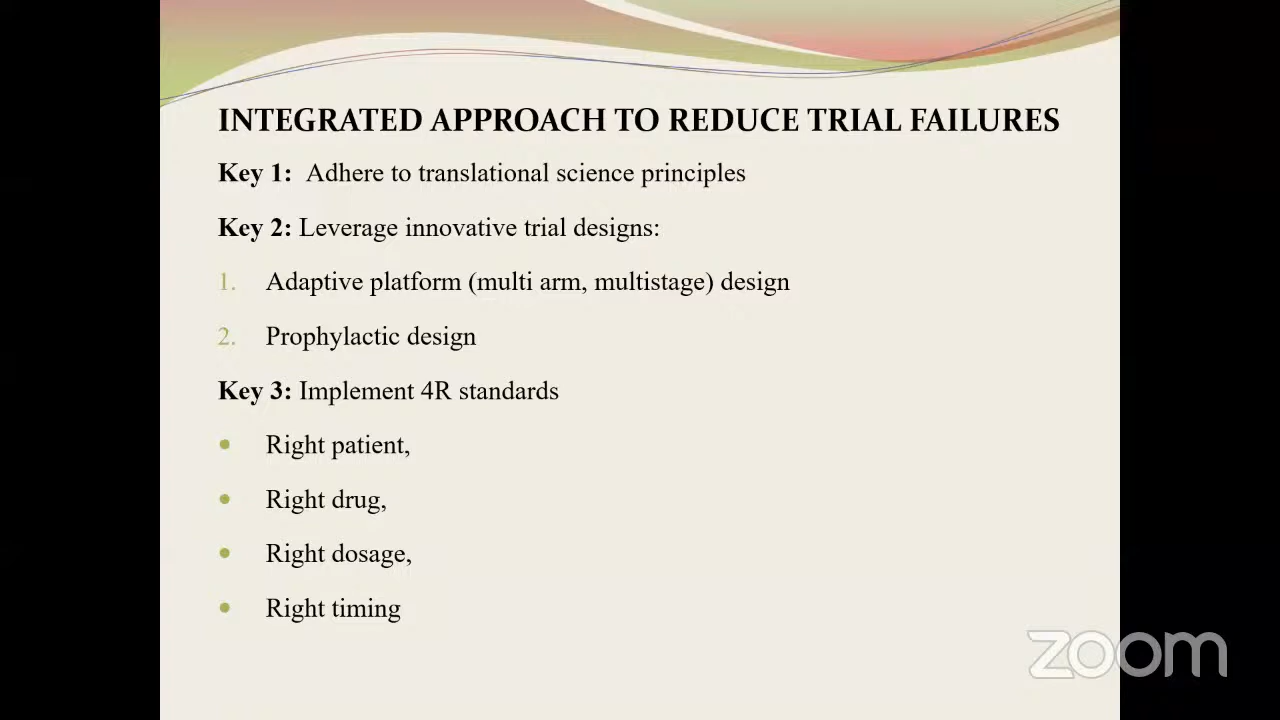 INTEGRATED APPROACH TO REDUCE TRIAL FAILURES
Key 1: Adhere to translational science principles
Key 2: Leverage innovative trial designs:
1. Adaptive platform (multi arm, multistage) design
2. Prophylactic design
Key 3: Implement 4R standards
• Right patient,
• Right drug,
• Right dosage,
• Right timing
zoom